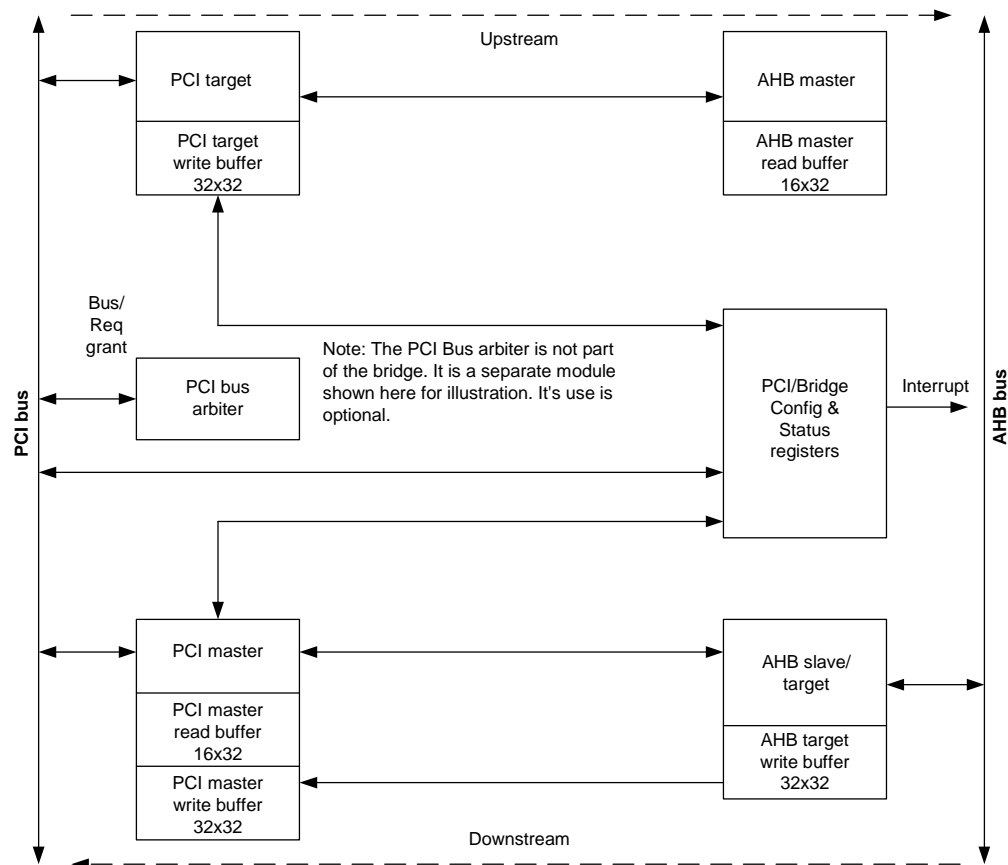 Upstream
PCI target
PCI target
write buffer
32x32
AHB master
AHB master
read buffer
16x32
Bus/
Req
grant
PCI bus
arbiter
Note: The PCI Bus arbiter is not part
of the bridge. It is a separate module
shown here for illustration. It's use is
optional.
PCI/Bridge
Config &
Status
registers
Interrupt
PCI bus
AHB bus
PCI master
PCI master
read buffer
16x32
PCI master
write buffer
32x32
AHB slave/
target
AHB target
write buffer
32x32
Downstream